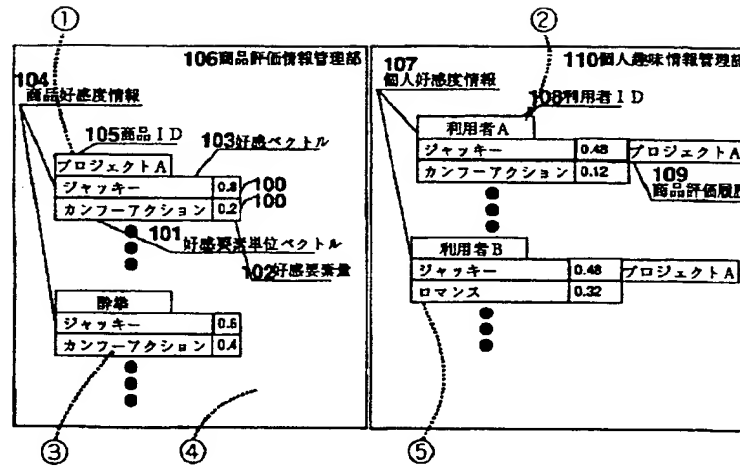 ① ②
106商品評価情報管理部
104
商品好感度情報
105商品ID
103好感ベクトル
プロジェクトA
ジャッキー 0.8 100
カンフーアクション 0.2 100
101
好感要素単位ベクトル
102好感要素量
酔拳
ジャッキー 0.6
カンフーアクション 0.4
110個人趣味情報管理部
107
個人好感度情報
108利用者ID
利用者A
ジャッキー 0.48 プロジェクトA
カンフーアクション 0.12
109
商品評価履歴
利用者B
ジャッキー 0.48 プロジェクトA
ロマンス 0.32
③ ④ ⑤